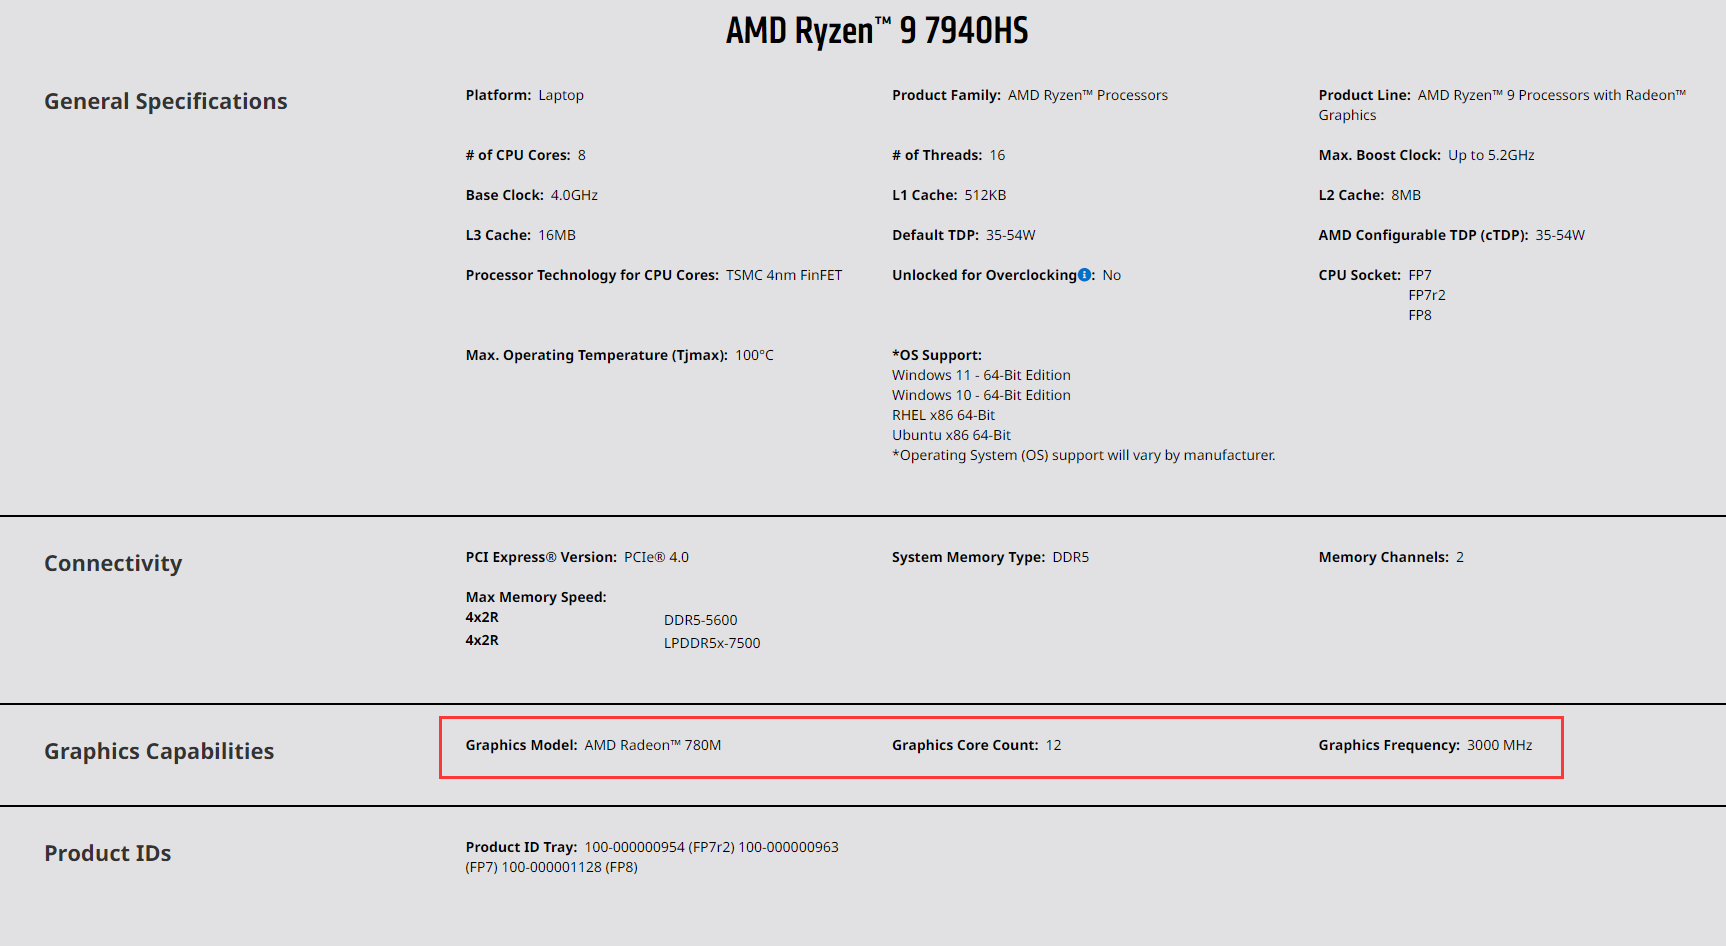 AMD Ryzen™ 9 7940HS
General Specifications
Platform: Laptop
Product Family: AMD Ryzen™ Processors
Product Line: AMD Ryzen™ 9 Processors with Radeon™
Graphics
# of CPU Cores: 8
# of Threads: 16
Max. Boost Clock: Up to 5.2GHz
Base Clock: 4.0GHz
L1 Cache: 512KB
L2 Cache: 8MB
L3 Cache: 16MB
Default TDP: 35-54W
AMD Configurable TDP (cTDP): 35-54W
Processor Technology for CPU Cores: TSMC 4nm FinFET
Unlocked for Overclocking: No
CPU Socket: FP7
FP7r2
FP8
Max. Operating Temperature (Tjmax): 100°C
*OS Support:
Windows 11 - 64-Bit Edition
Windows 10 - 64-Bit Edition
RHEL x86 64-Bit
Ubuntu x86 64-Bit
*Operating System (OS) support will vary by manufacturer.
Connectivity
PCI Express® Version: PCIe® 4.0
System Memory Type: DDR5
Memory Channels: 2
Max Memory Speed:
4x2R DDR5-5600
4x2R LPDDR5x-7500
Graphics Capabilities
Graphics Model: AMD Radeon™ 780M
Graphics Core Count: 12
Graphics Frequency: 3000 MHz
Product IDs
Product ID Tray: 100-000000954 (FP7r2) 100-000000963
(FP7) 100-000001128 (FP8)